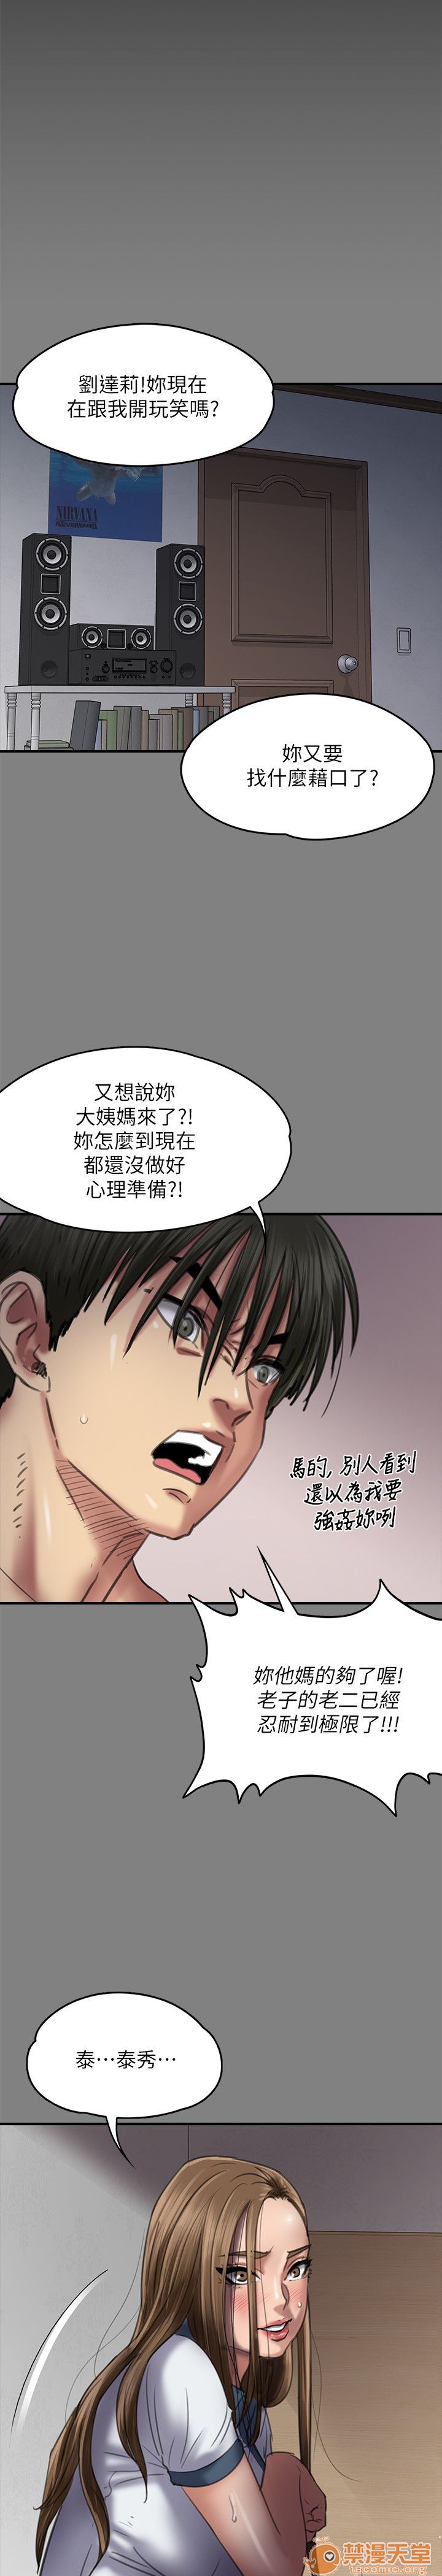 劉達莉!妳現在
在跟我開玩笑嗎?
NIRVANA
妳又要
找什麼藉口了?
又想說妳
大姨媽來了?!
妳怎麼到現在
都還沒做好
心理準備?!
馬的, 別人看到
還以為我要
強姦妳咧
妳他媽的夠了喔!
老子的老二已經
忍耐到極限了!!!
泰…泰秀…
禁漫天堂